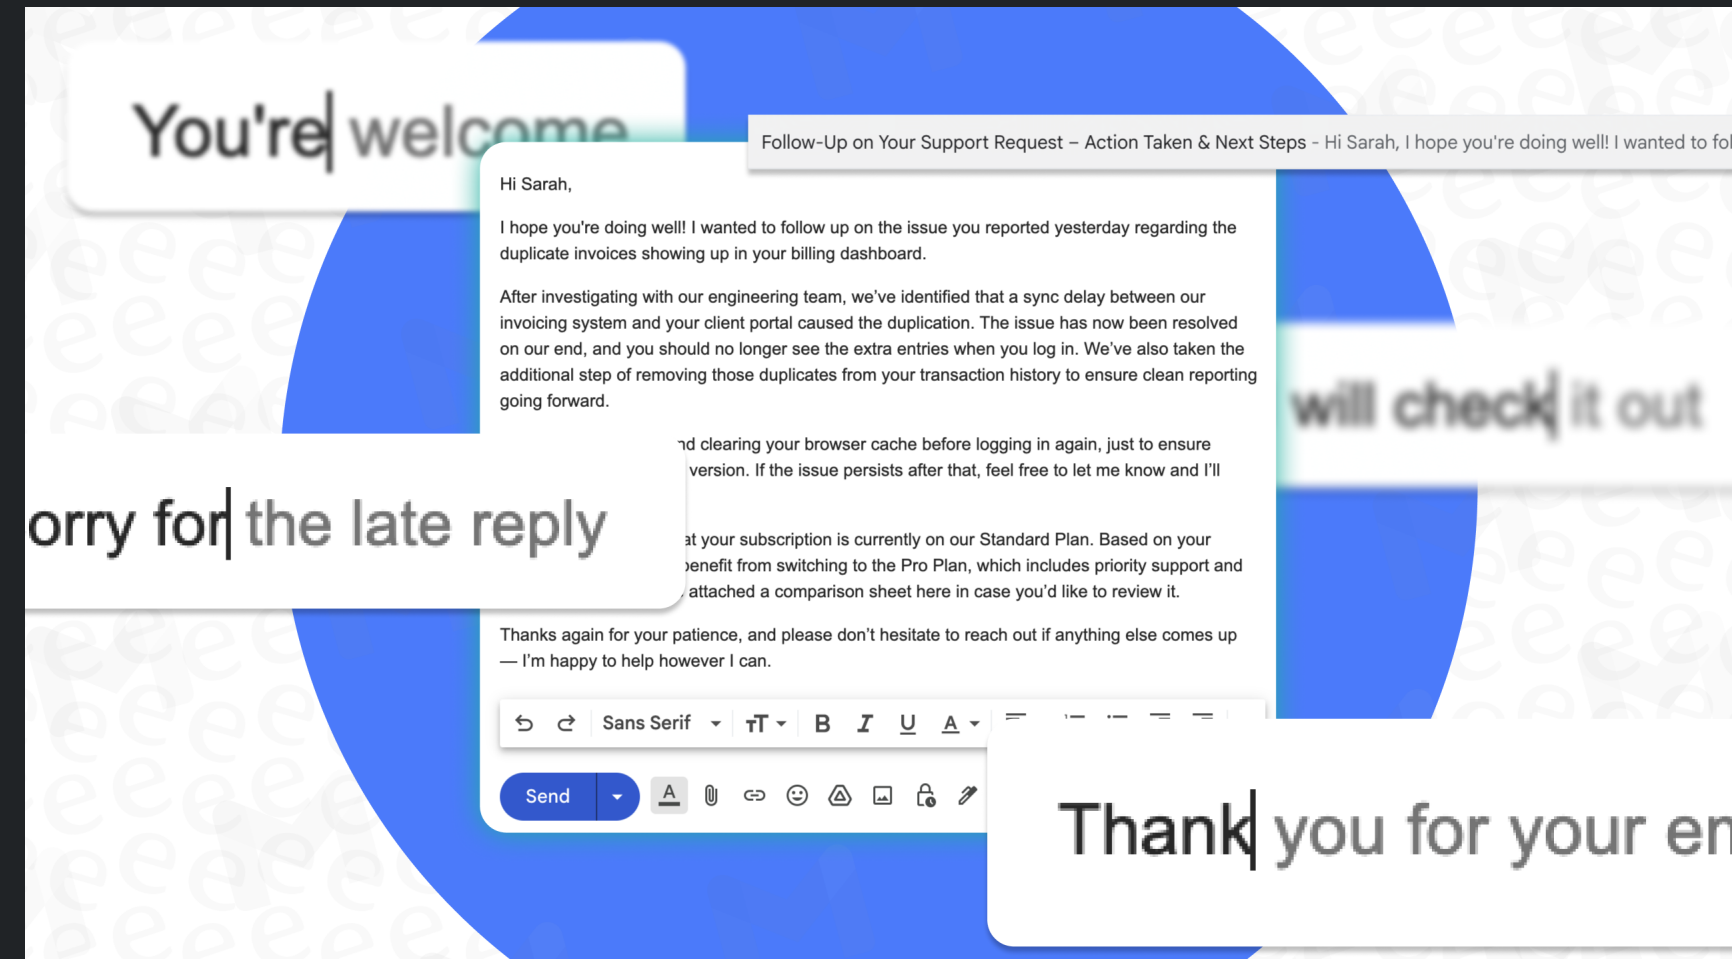 You're welcome
Follow-Up on Your Support Request – Action Taken & Next Steps - Hi Sarah, I hope you're doing well! I wanted to
Hi Sarah,
I hope you're doing well! I wanted to follow up on the issue you reported yesterday regarding the
duplicate invoices showing up in your billing dashboard.
After investigating with our engineering team, we’ve identified that a sync delay between our
invoicing system and your client portal caused the duplication. The issue has now been resolved
on our end, and you should no longer see the extra entries when you log in. We’ve also taken the
additional step of removing those duplicates from your transaction history to ensure clean reporting
going forward.
will check it out
clearing your browser cache before logging in again, just to ensure
version. If the issue persists after that, feel free to let me know and I’ll
orry for the late reply
your subscription is currently on our Standard Plan. Based on your
benefit from switching to the Pro Plan, which includes priority support and
attached a comparison sheet here in case you’d like to review it.
Thanks again for your patience, and please don’t hesitate to reach out if anything else comes up
— I’m happy to help however I can.
Sans Serif
Send
Thank you for your